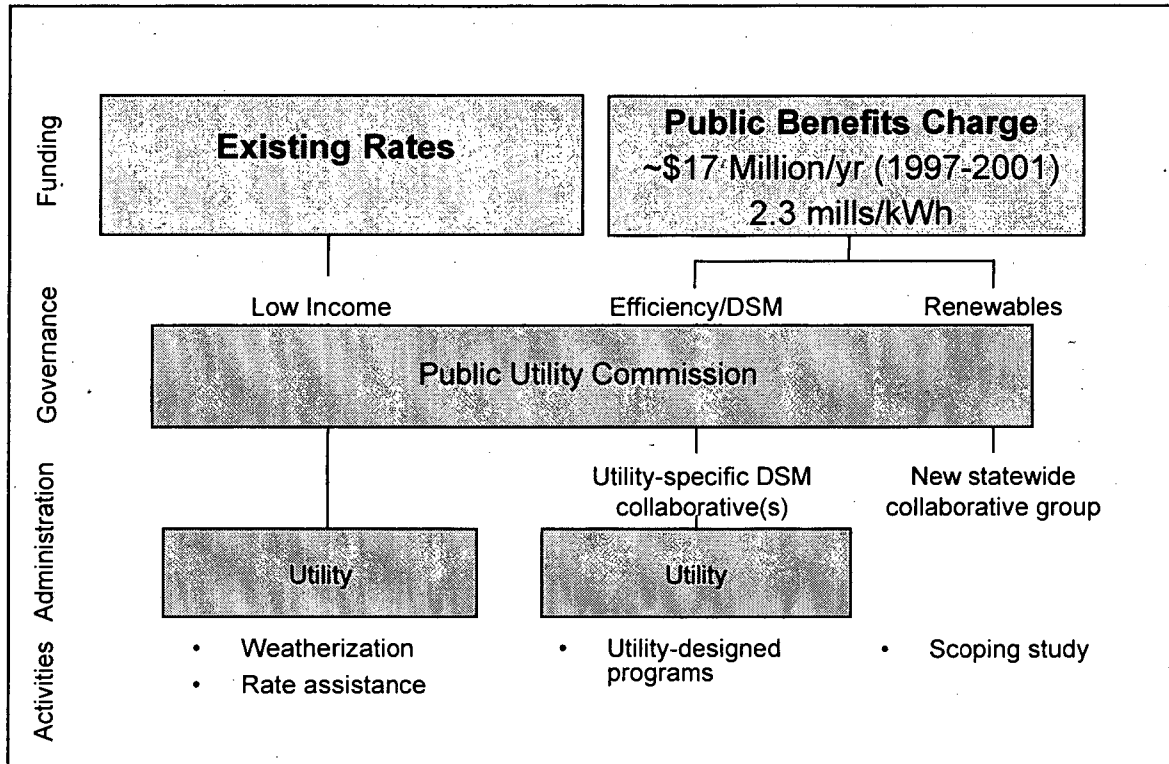 Funding
Existing Rates
Public Benefits Charge
~$17 Million/yr (1997-2001)
2.3 mills/kWh
Governance
Low Income
Efficiency/DSM
Renewables
Public Utility Commission
Administration
Utility-specific DSM
collaborative(s)
New statewide
collaborative group
Utility
Utility
Activities
• Weatherization
• Rate assistance
• Utility-designed
programs
• Scoping study